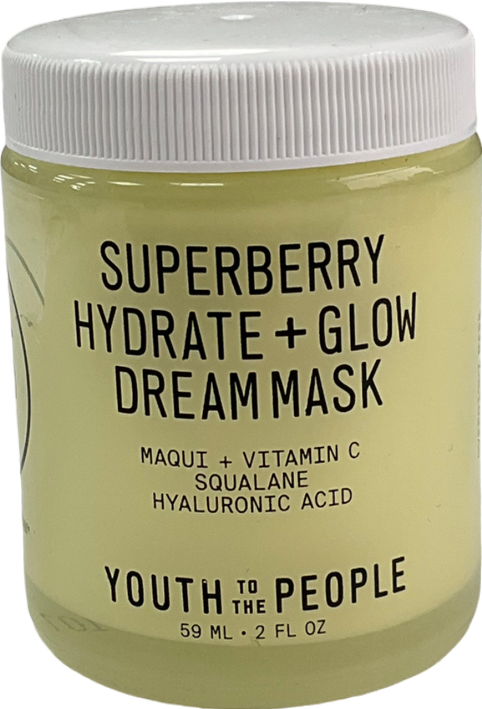 SUPERBERRY
HYDRATE + GLOW
DREAM MASK
MAQUI + VITAMIN C
SQUALANE
HYALURONIC ACID
YOUTH TO THE PEOPLE
59 ML • 2 FL OZ